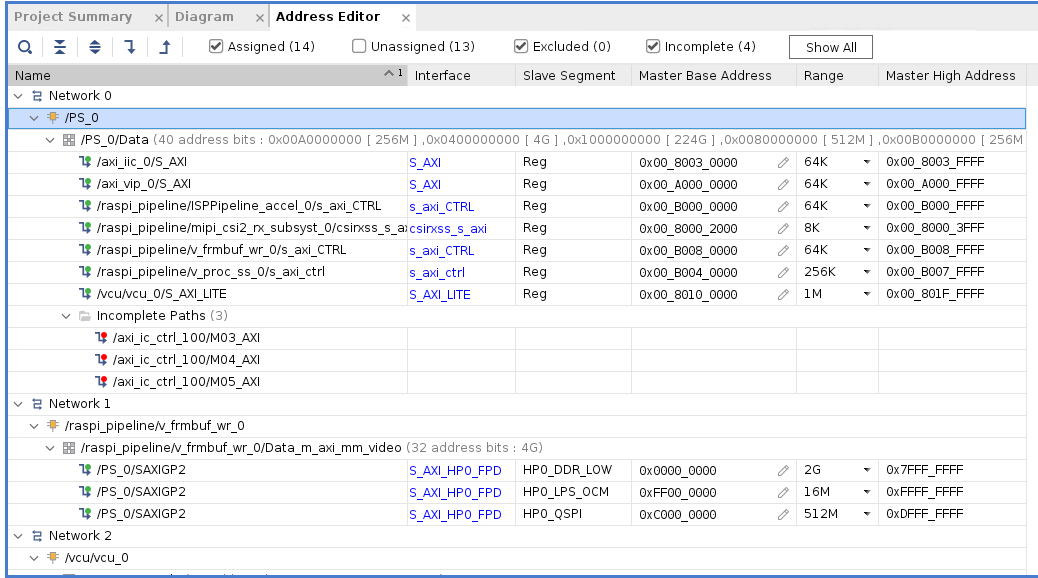 Project Summary × Diagram × Address Editor ×
Assigned (14) Unassigned (13) Excluded (0) Incomplete (4) Show All
Name 1 Interface Slave Segment Master Base Address Range Master High Address
Network 0
/PS_0
/PS_0/Data (40 address bits : 0x00A0000000 [ 256M ] ,0x0400000000 [ 4G ] ,0x1000000000 [ 224G ] ,0x0080000000 [ 512M ] ,0x00B0000000 [ 256M
/axi_iic_0/S_AXI S_AXI Reg 0x00_8003_0000 64K 0x00_8003_FFFF
/axi_vip_0/S_AXI S_AXI Reg 0x00_A000_0000 64K 0x00_A000_FFFF
/raspi_pipeline/ISPPipeline_accel_0/s_axi_CTRL s_axi_CTRL Reg 0x00_B000_0000 64K 0x00_B000_FFFF
/raspi_pipeline/mipi_csi2_rx_subsyst_0/csirxss_s_a csirxss_s_axi Reg 0x00_8000_2000 8K 0x00_8000_3FFF
/raspi_pipeline/v_frmbuf_wr_0/s_axi_CTRL s_axi_CTRL Reg 0x00_B008_0000 64K 0x00_B008_FFFF
/raspi_pipeline/v_proc_ss_0/s_axi_ctrl s_axi_ctrl Reg 0x00_B004_0000 256K 0x00_B007_FFFF
/vcu/vcu_0/S_AXI_LITE S_AXI_LITE Reg 0x00_8010_0000 1M 0x00_801F_FFFF
Incomplete Paths (3)
/axi_ic_ctrl_100/M03_AXI
/axi_ic_ctrl_100/M04_AXI
/axi_ic_ctrl_100/M05_AXI
Network 1
/raspi_pipeline/v_frmbuf_wr_0
/raspi_pipeline/v_frmbuf_wr_0/Data_m_axi_mm_video (32 address bits : 4G)
/PS_0/SAXIGP2 S_AXI_HP0_FPD HP0_DDR_LOW 0x0000_0000 2G 0x7FFF_FFFF
/PS_0/SAXIGP2 S_AXI_HP0_FPD HP0_LPS_OCM 0xFF00_0000 16M 0xFFFF_FFFF
/PS_0/SAXIGP2 S_AXI_HP0_FPD HP0_QSPI 0xC000_0000 512M 0xDFFF_FFFF
Network 2
/vcu/vcu_0